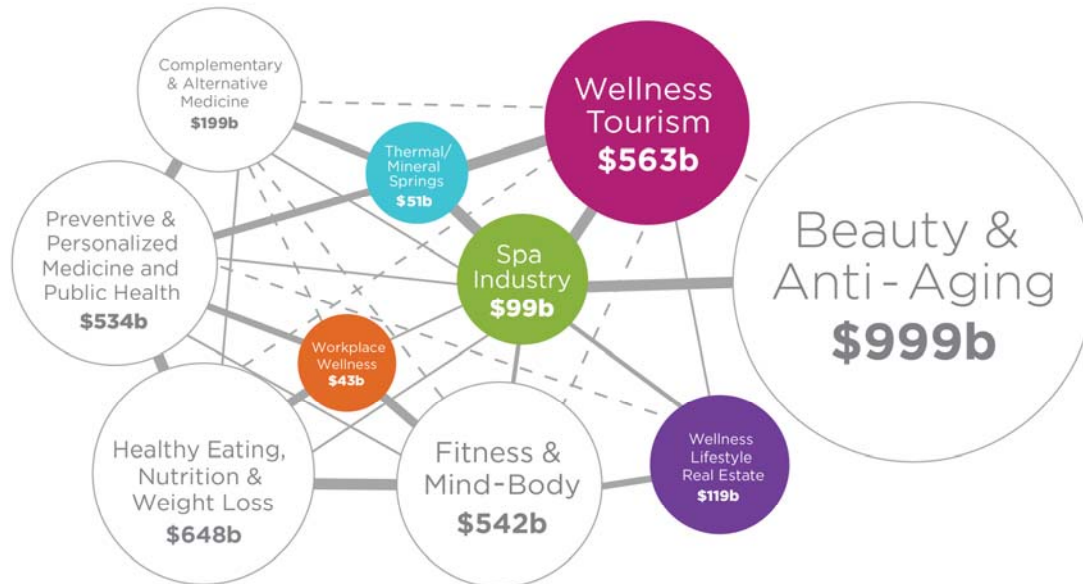 Complementary
& Alternative
Medicine
$199b
Wellness
Tourism
$563b
Thermal/
Mineral
Springs
$51b
Preventive &
Personalized
Medicine and
Public Health
$534b
Spa
Industry
$99b
Beauty &
Anti-Aging
$999b
Workplace
Wellness
$43b
Healthy Eating,
Nutrition &
Weight Loss
$648b
Fitness &
Mind-Body
$542b
Wellness
Lifestyle
Real Estate
$119b